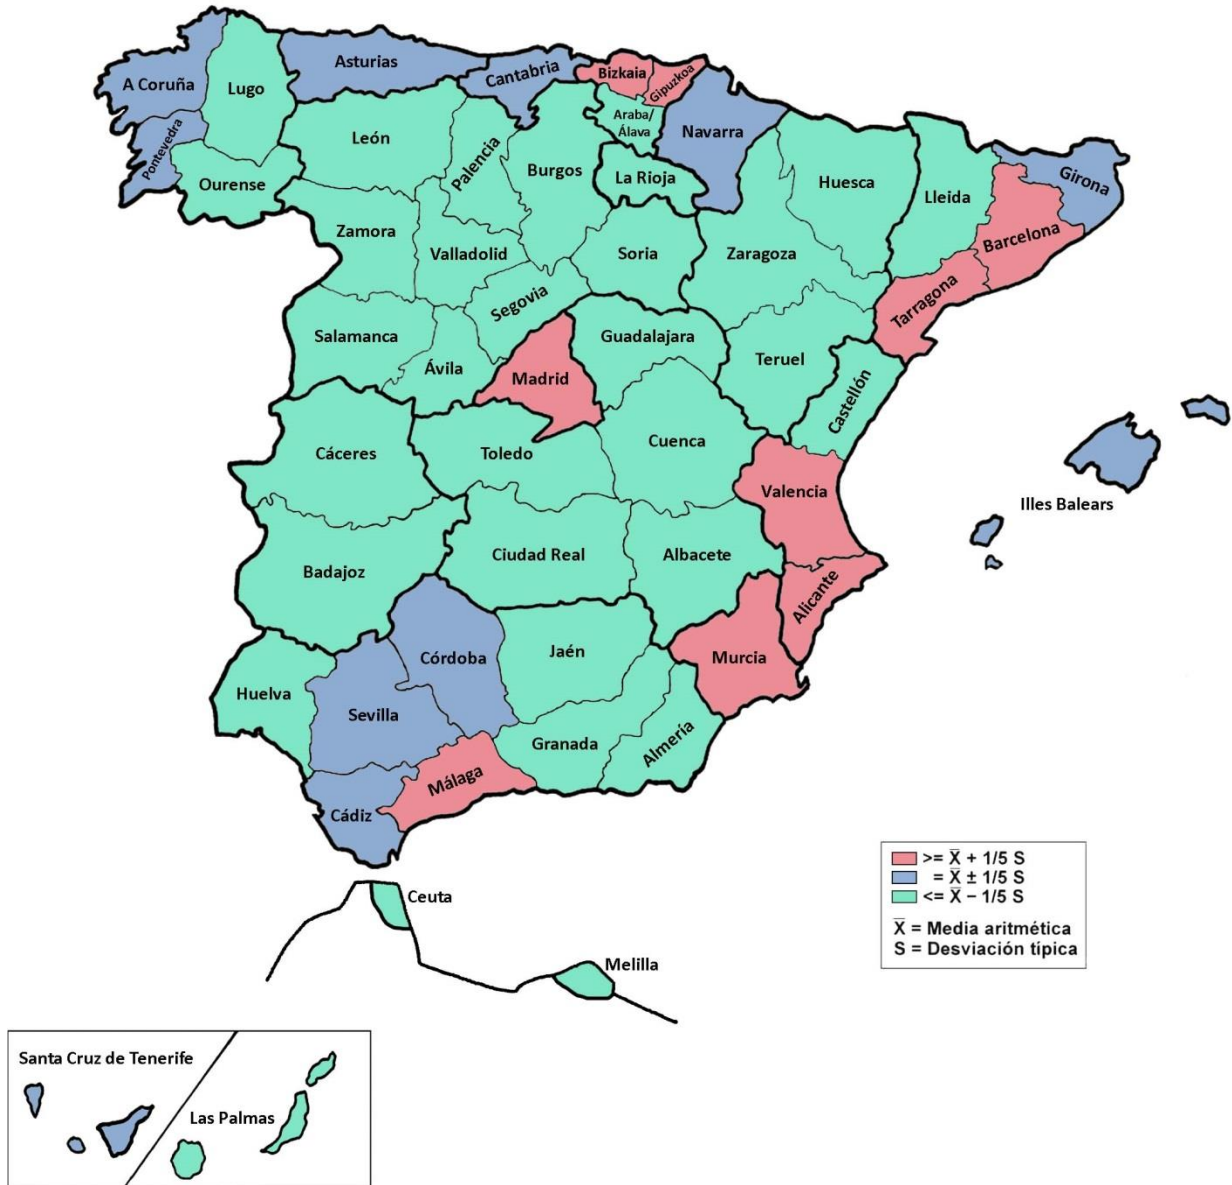 Asturias
Cantabria
Bizkaia
Gipuzkoa
A Coruña
Lugo
Araba/
Álava
Navarra
León
Pontevedra
Palencia
Burgos
La Rioja
Huesca
Girona
Ourense
Lleida
Zamora
Barcelona
Valladolid
Soria
Zaragoza
Segovia
Tarragona
Salamanca
Guadalajara
Ávila
Madrid
Teruel
Castellón
Cáceres
Toledo
Cuenca
Valencia
Illes Balears
Badajoz
Ciudad Real
Albacete
Alicante
Córdoba
Jaén
Murcia
Huelva
Sevilla
Granada
Almería
Málaga
Cádiz
>= X̅ + 1/5 S
= X̅ ± 1/5 S
<= X̅ − 1/5 S
X̅ = Media aritmética
S = Desviación típica
Ceuta
Melilla
Santa Cruz de Tenerife
Las Palmas